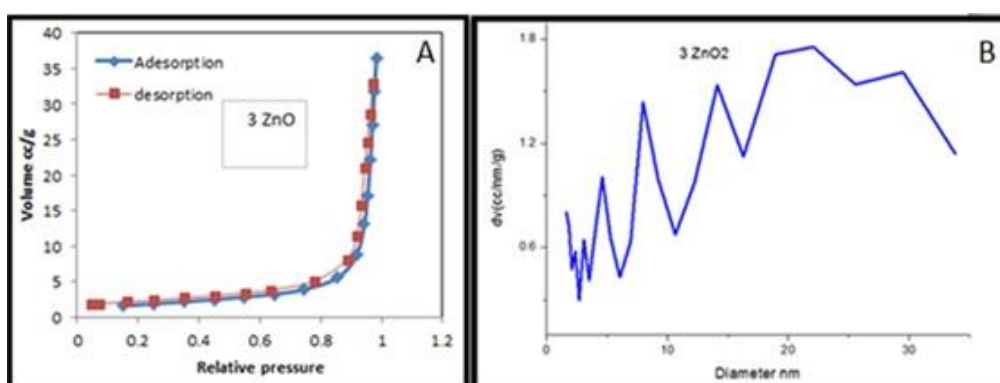 A
40
35
30
25
20
15
10
5
0
Volume cc/g
Adesorption
desorption
3 ZnO
0 0.2 0.4 0.6 0.8 1 1.2
Relative pressure
B
3 ZnO2
1.8
1.2
0.6
dv(cc/nm/g)
0 10 20 30
Diameter nm